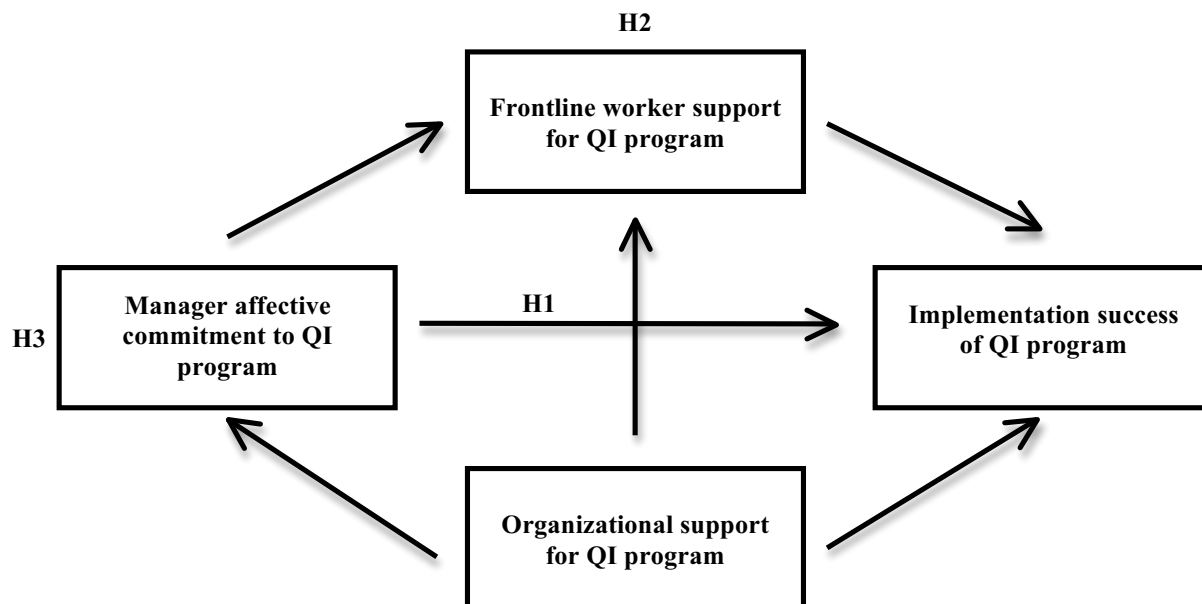 H2
Frontline worker support
for QI program
H3
Manager affective
commitment to QI
program
H1
Implementation success
of QI program
Organizational support
for QI program